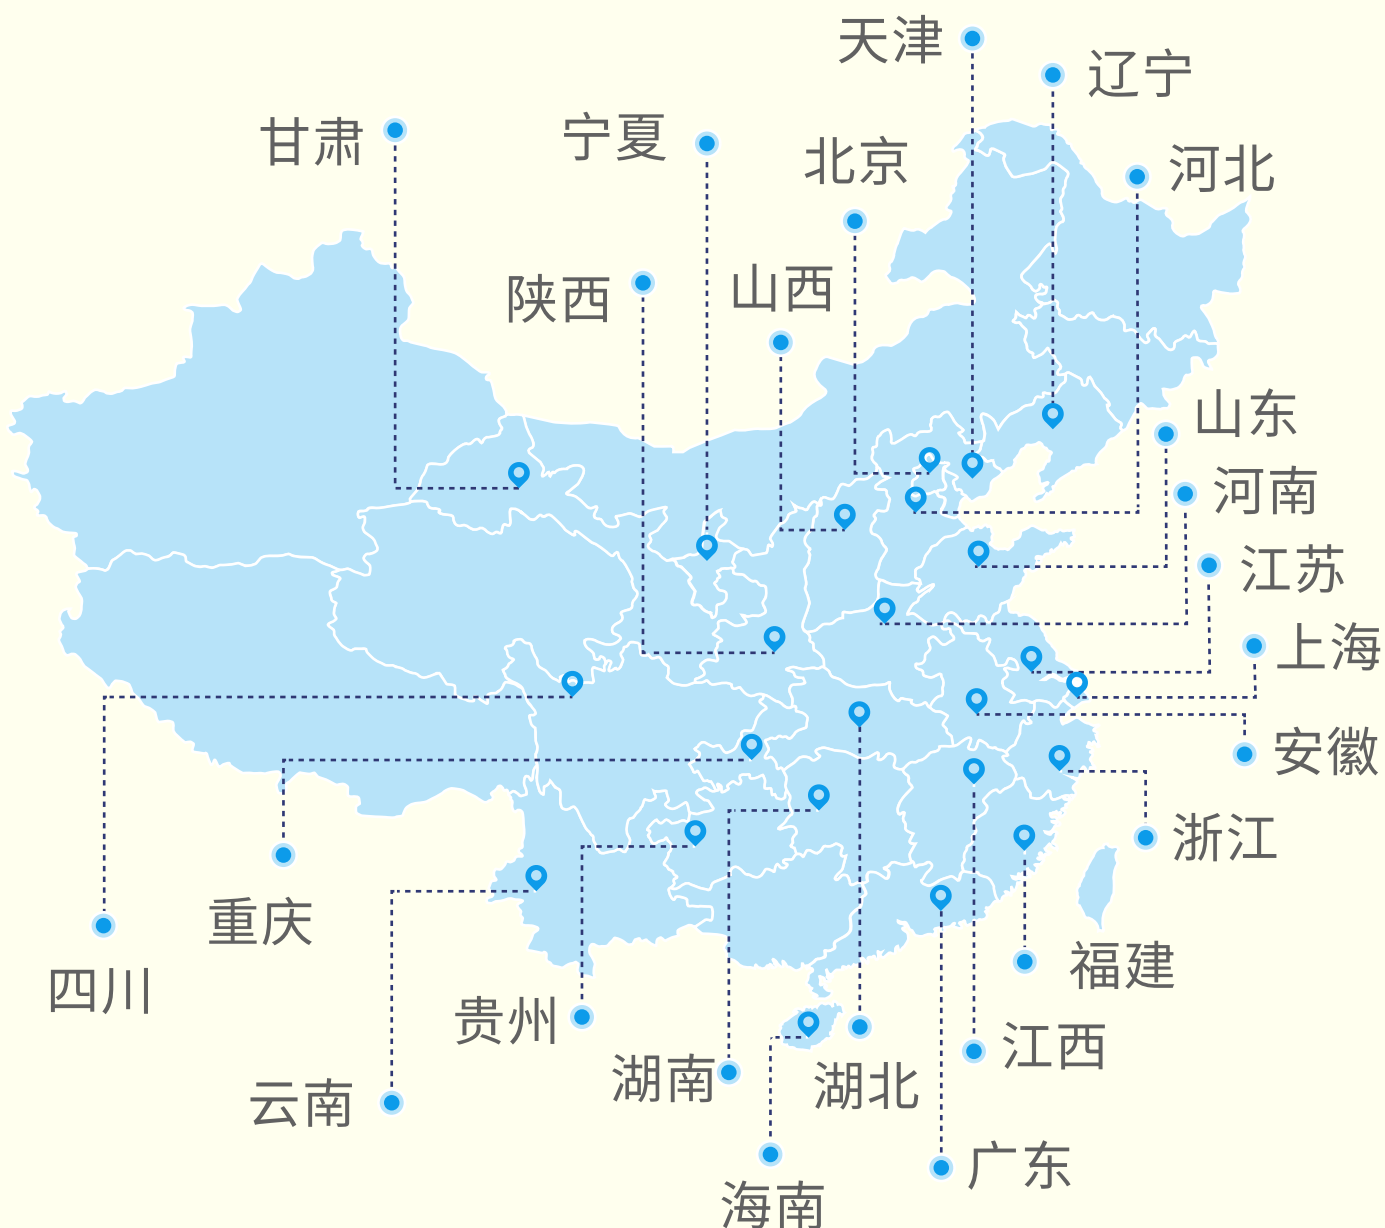 天津
辽宁
甘肃
宁夏
北京
河北
陕西
山西
山东
河南
江苏
上海
安徽
浙江
重庆
福建
四川
贵州
江西
湖南
湖北
云南
广东
海南